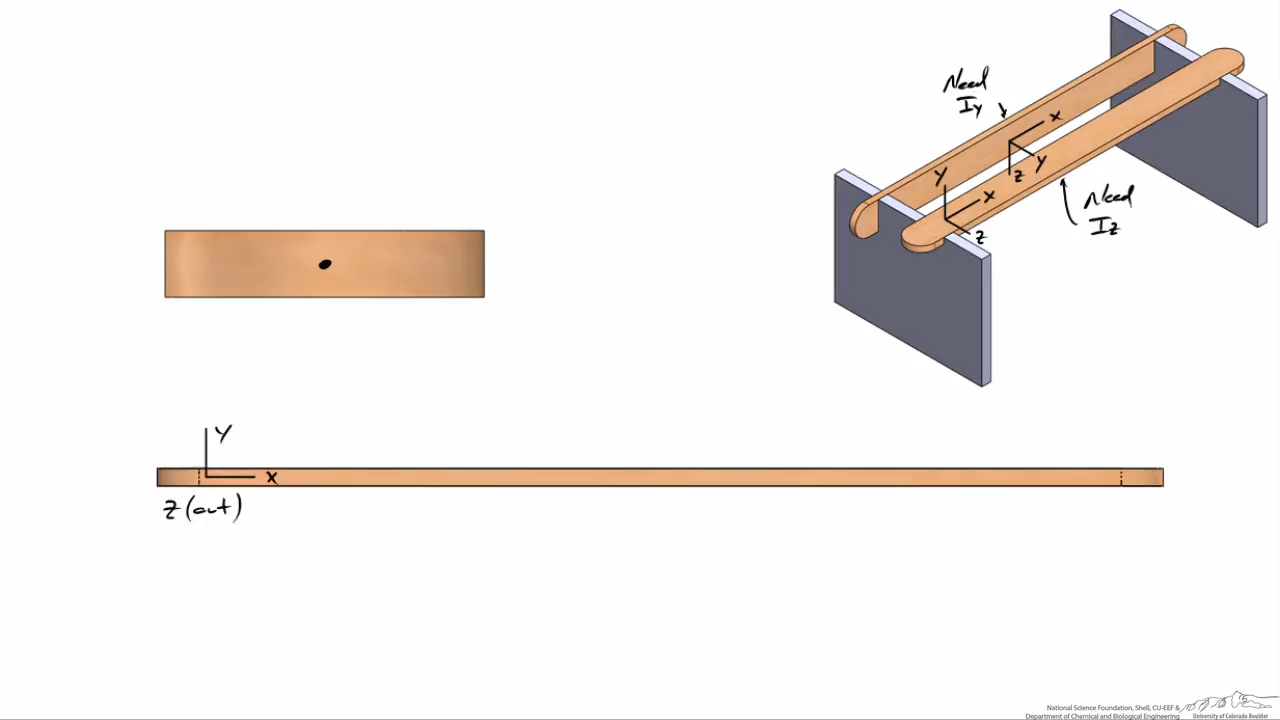 Need
Iy
x
y
z
Y
x
z
Need
Iz
Y
x
z (out)
National Science Foundation, Shell, CU-EEF &
Department of Chemical and Biological Engineering
University of Colorado Boulder